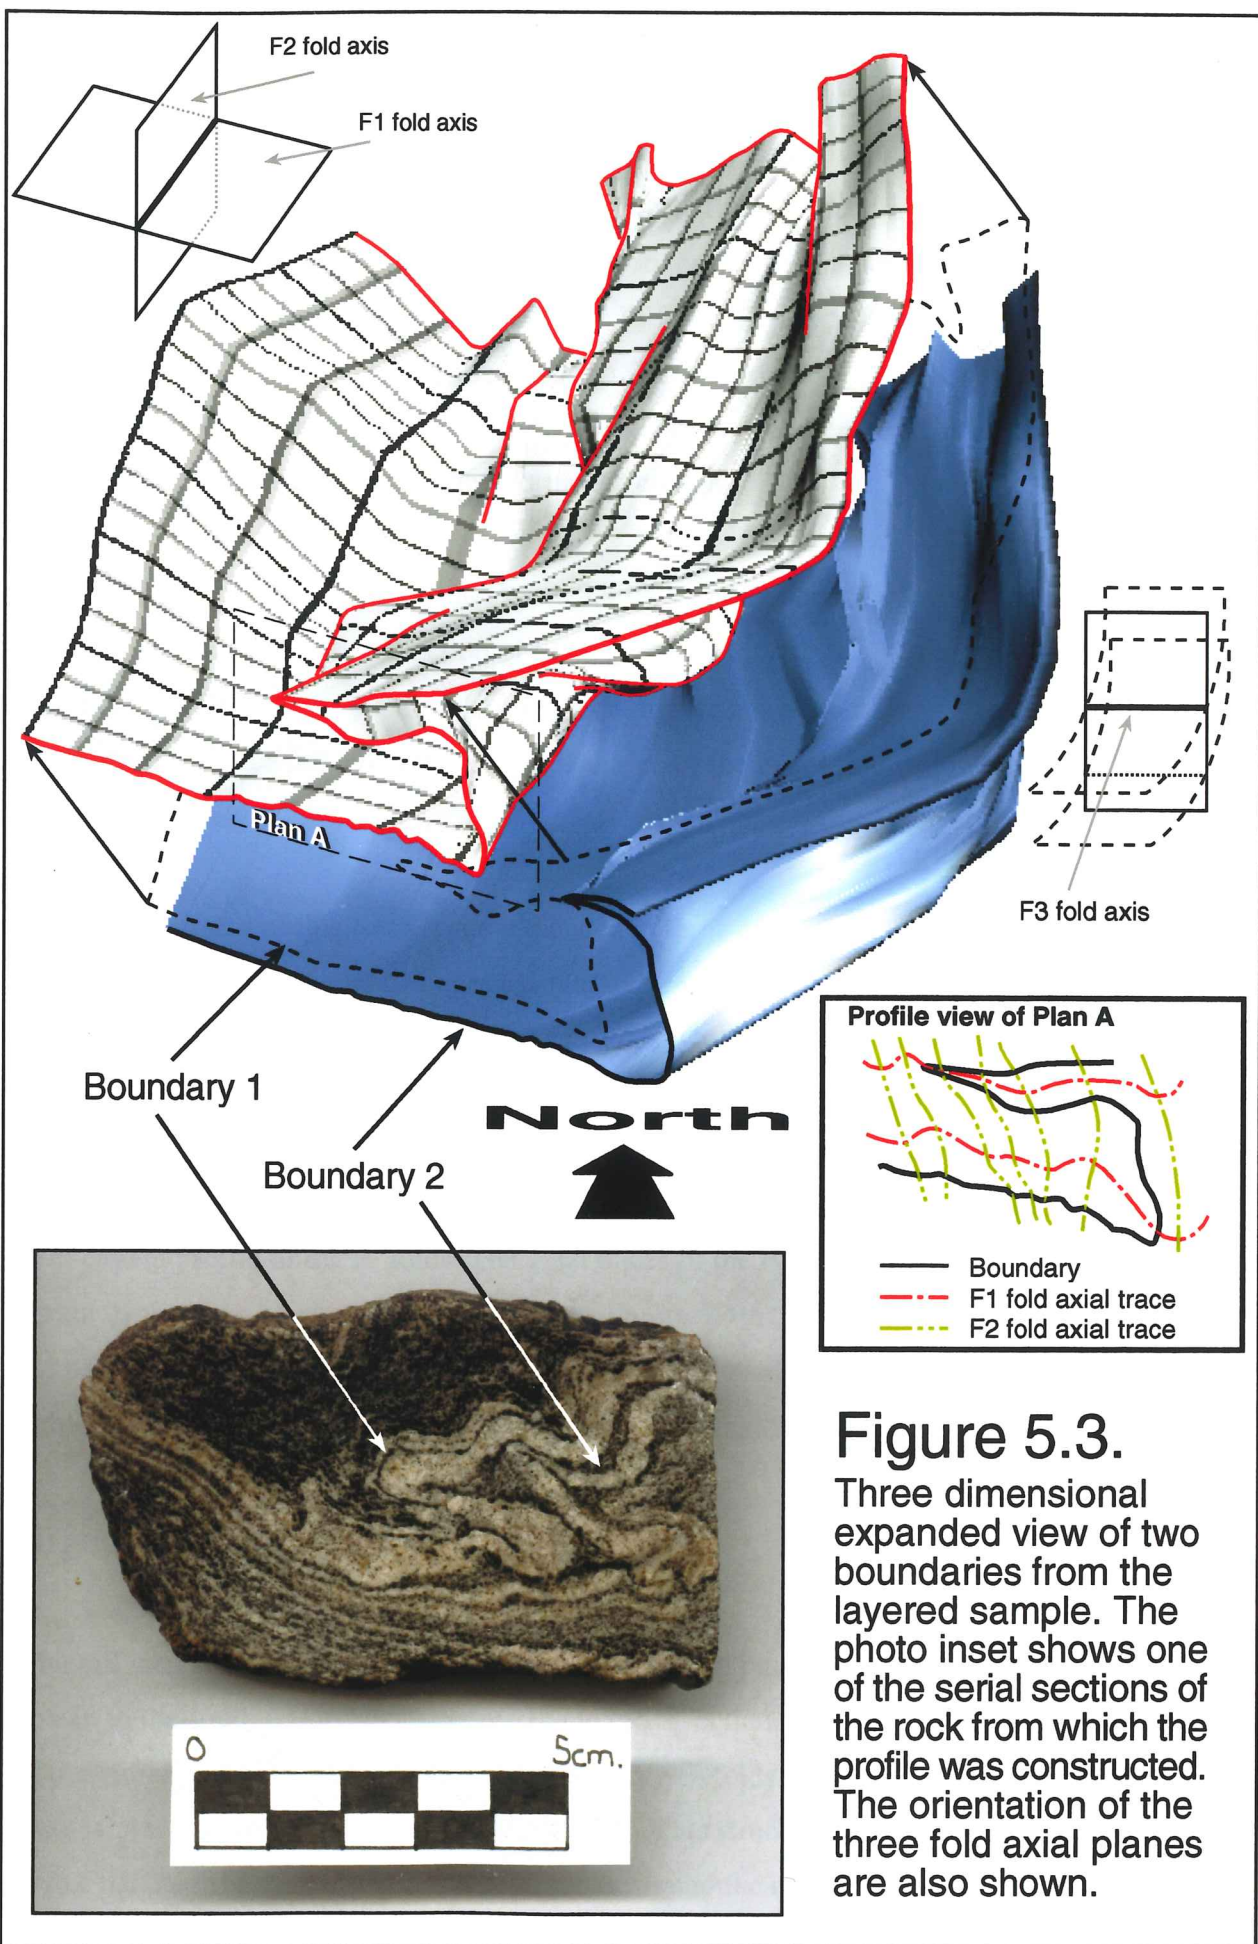 F2 fold axis
F1 fold axis
Plan A
F3 fold axis
Boundary 1
Boundary 2
North
Profile view of Plan A
Boundary
F1 fold axial trace
F2 fold axial trace
0 5cm.
Figure 5.3.
Three dimensional
expanded view of two
boundaries from the
layered sample. The
photo inset shows one
of the serial sections of
the rock from which the
profile was constructed.
The orientation of the
three fold axial planes
are also shown.